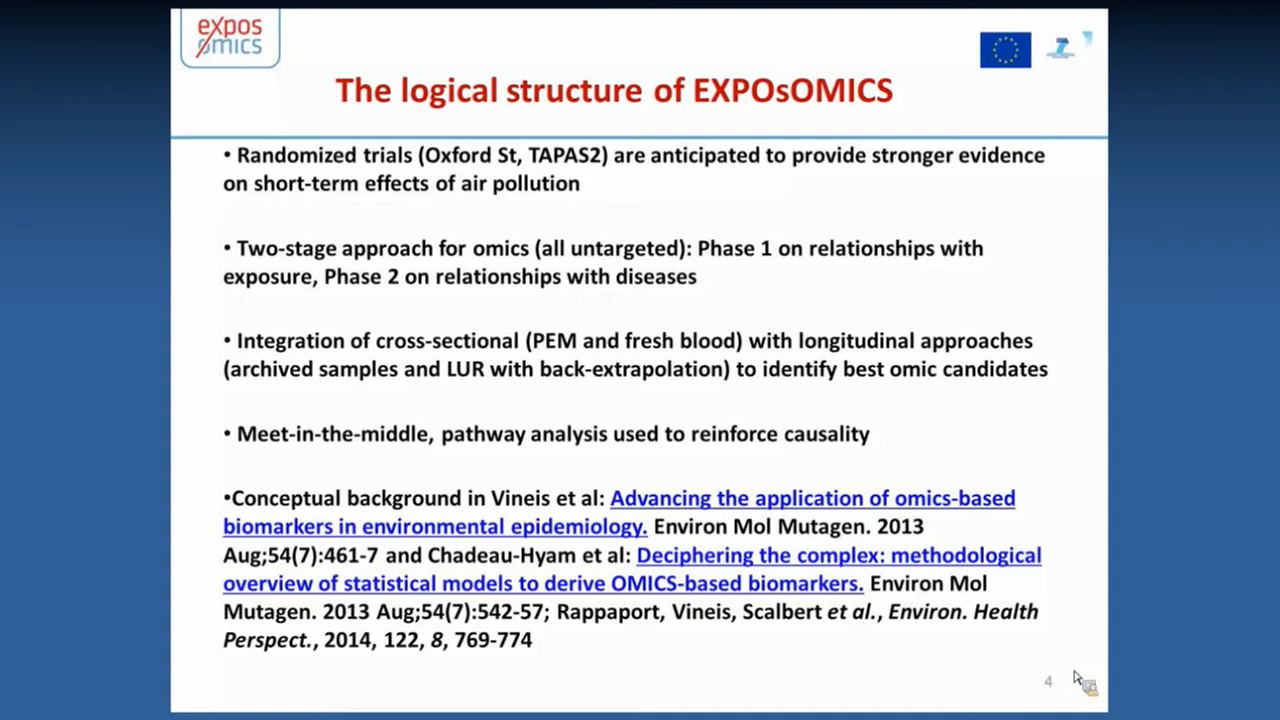 expos
omics
The logical structure of EXPOsOMICS
• Randomized trials (Oxford St, TAPAS2) are anticipated to provide stronger evidence
on short-term effects of air pollution
• Two-stage approach for omics (all untargeted): Phase 1 on relationships with
exposure, Phase 2 on relationships with diseases
• Integration of cross-sectional (PEM and fresh blood) with longitudinal approaches
(archived samples and LUR with back-extrapolation) to identify best omic candidates
• Meet-in-the-middle, pathway analysis used to reinforce causality
•Conceptual background in Vineis et al: Advancing the application of omics-based
biomarkers in environmental epidemiology. Environ Mol Mutagen. 2013
Aug;54(7):461-7 and Chadeau-Hyam et al: Deciphering the complex: methodological
overview of statistical models to derive OMICS-based biomarkers. Environ Mol
Mutagen. 2013 Aug;54(7):542-57; Rappaport, Vineis, Scalbert et al., Environ. Health
Perspect., 2014, 122, 8, 769-774
4